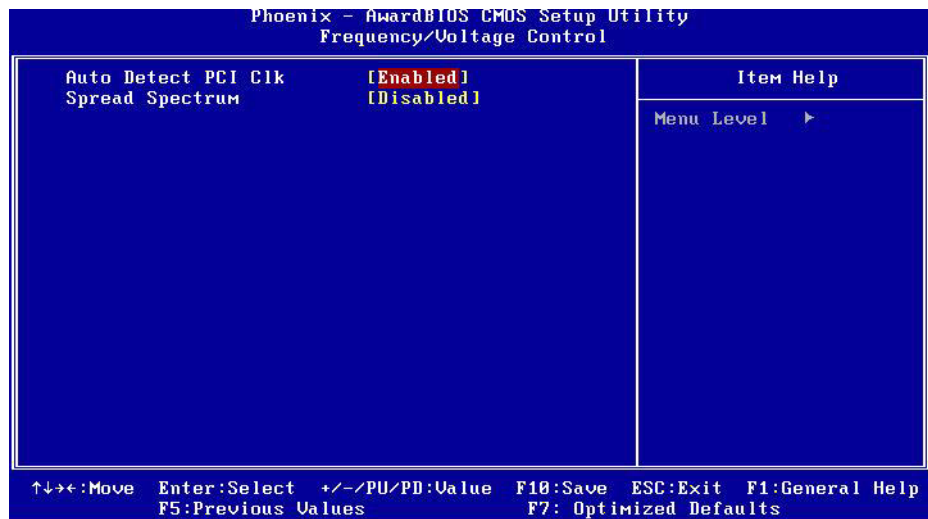 Phoenix - AwardBIOS CMOS Setup Utility
Frequency/Voltage Control
Auto Detect PCI Clk [Enabled]
Spread Spectrum [Disabled]
Item Help
Menu Level ►
↑↓→←:Move Enter:Select +/-/PU/PD:Value F10:Save ESC:Exit F1:General Help
F5:Previous Values F7: Optimized Defaults